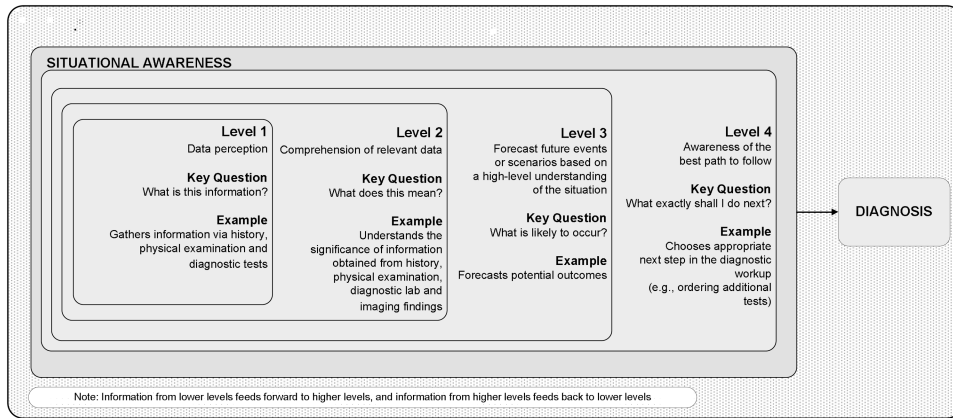 SITUATIONAL AWARENESS
Level 1
Data perception
Key Question
What is this information?
Example
Gathers information via history,
physical examination and
diagnostic tests
Level 2
Comprehension of relevant data
Key Question
What does this mean?
Example
Understands the
significance of information
obtained from history,
physical examination,
diagnostic lab and
imaging findings
Level 3
Forecast future events
or scenarios based on
a high-level understanding
of the situation
Key Question
What is likely to occur?
Example
Forecasts potential outcomes
Level 4
Awareness of the
best path to follow
Key Question
What exactly shall I do next?
Example
Chooses appropriate
next step in the diagnostic
workup
(e.g., ordering additional
tests)
DIAGNOSIS
Note: Information from lower levels feeds forward to higher levels, and information from higher levels feeds back to lower levels